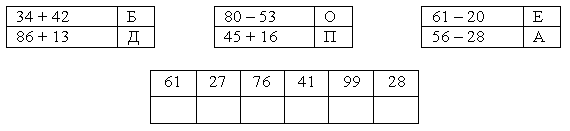 34 + 42 Б 80 – 53 О 61 – 20 Е
86 + 13 Д 45 + 16 П 56 – 28 А
61 27 76 41 99 28